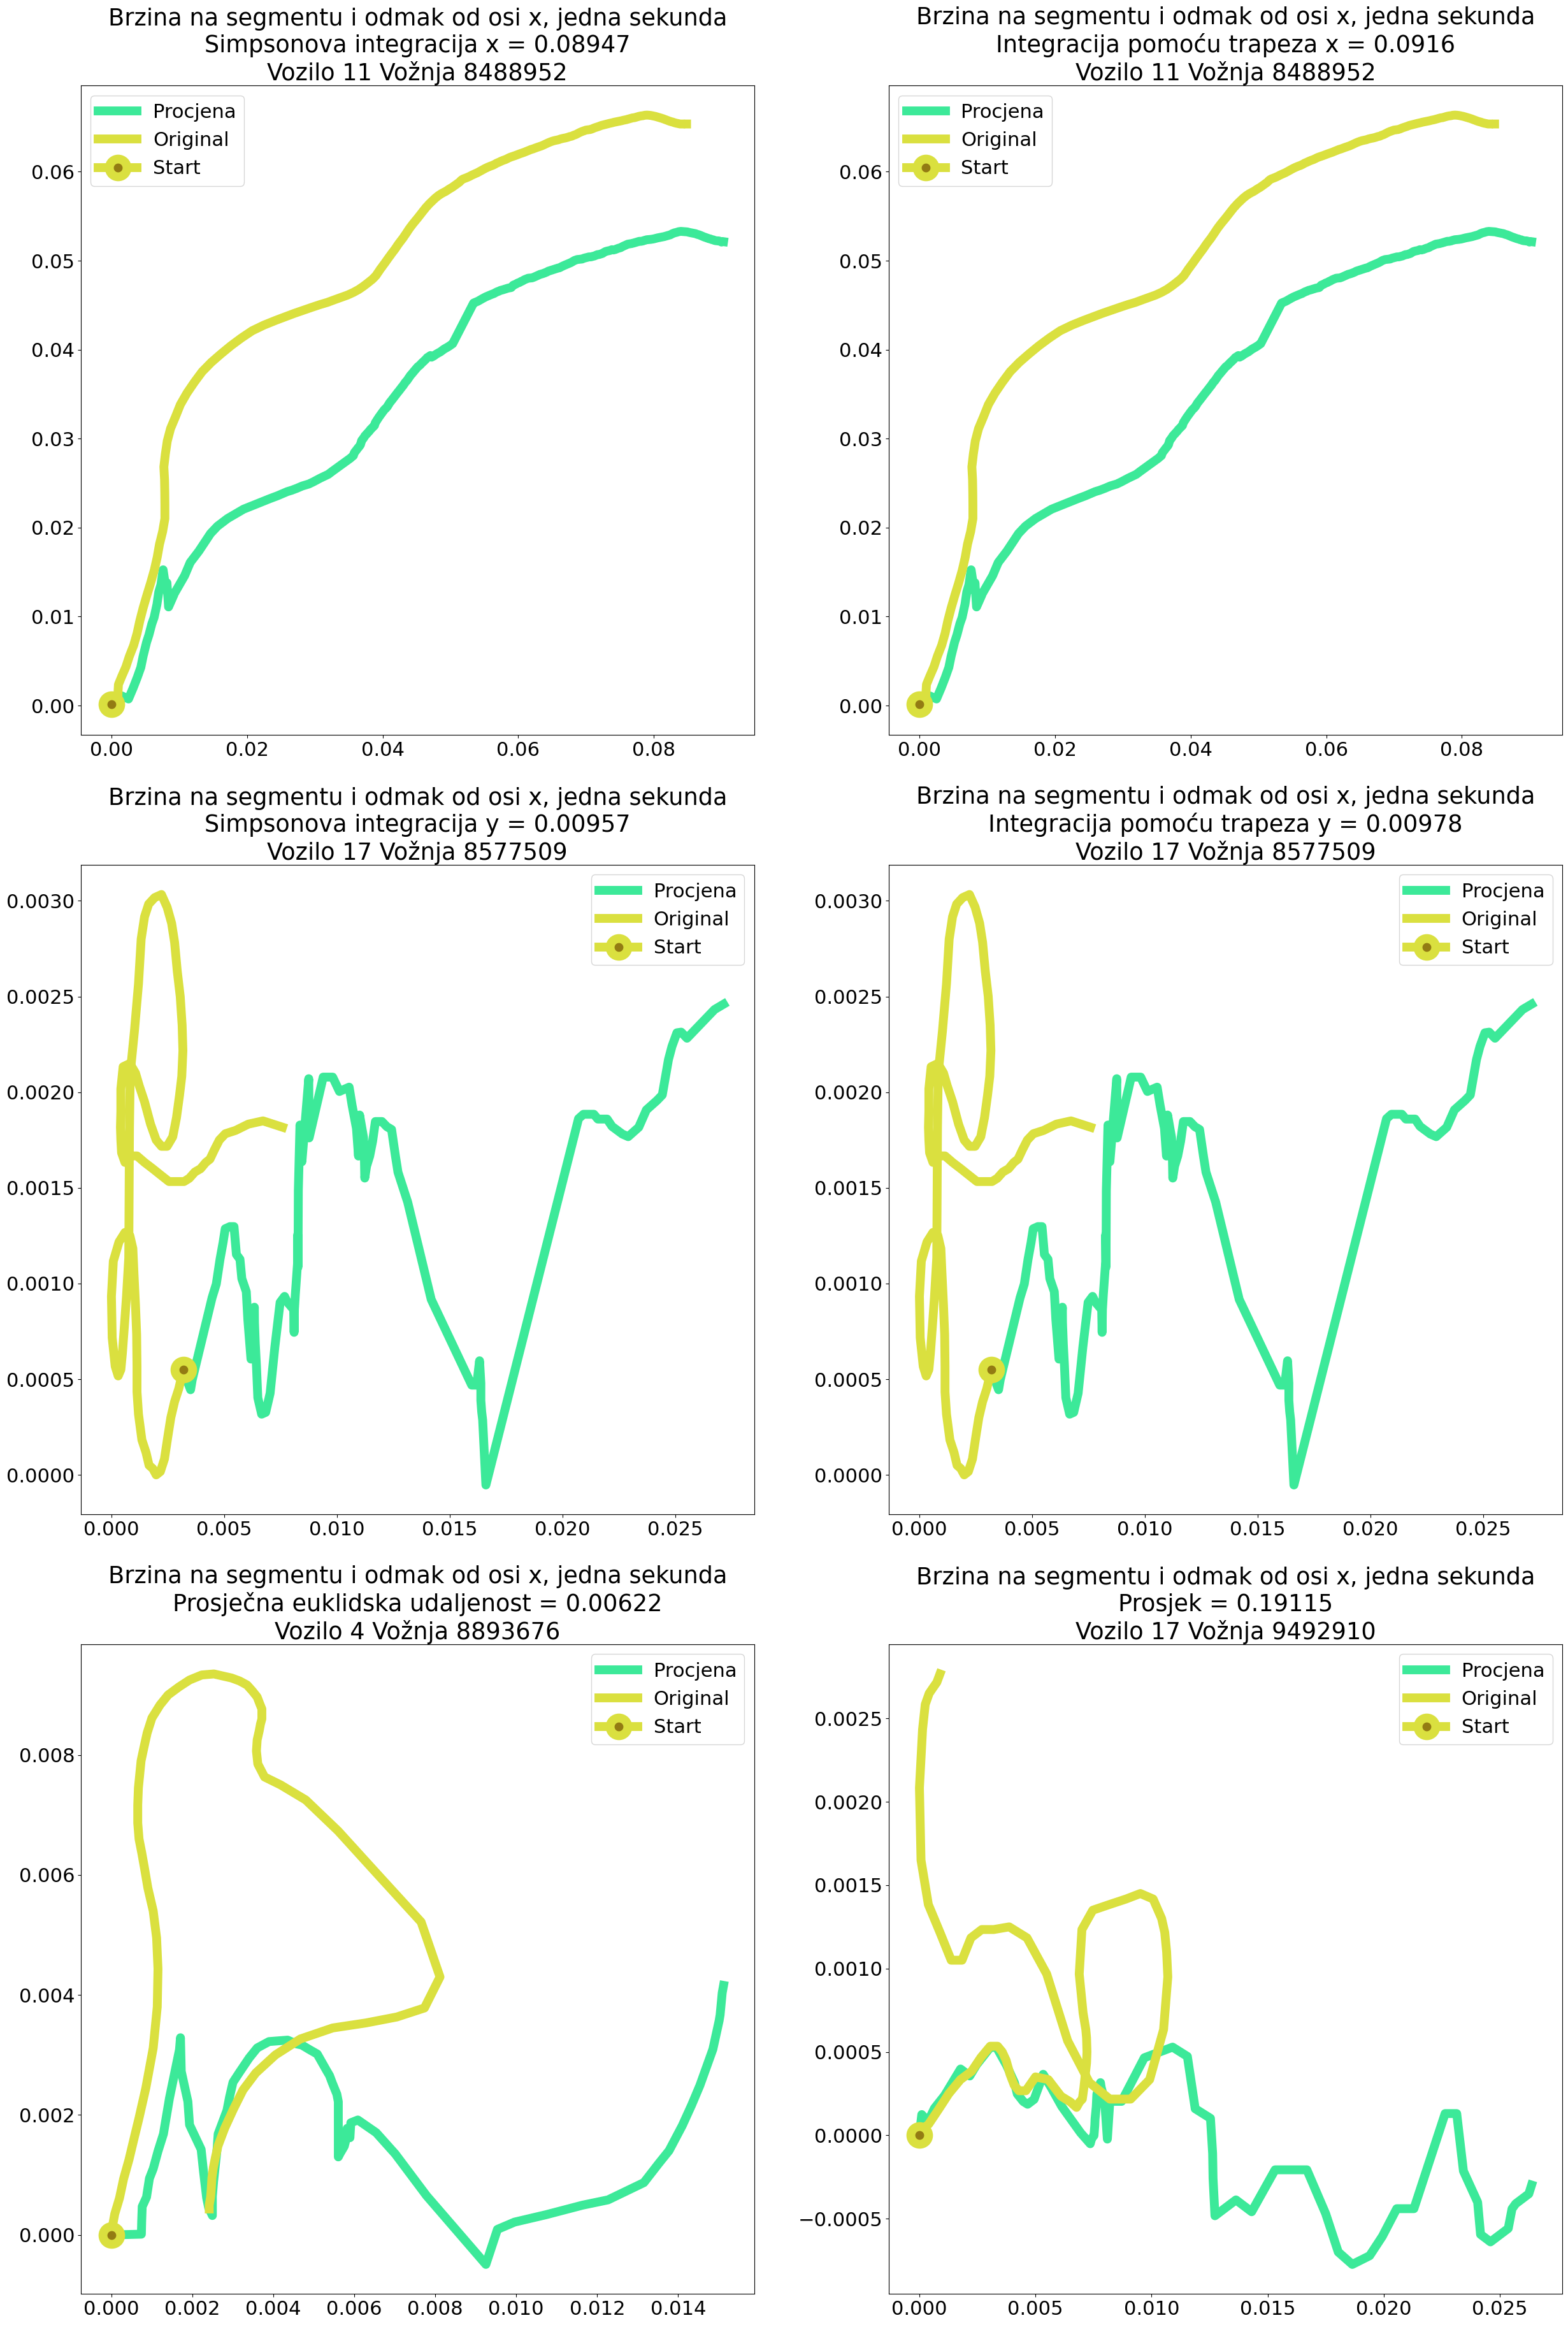 Brzina na segmentu i odmak od osi x, jedna sekunda
Simpsonova integracija x = 0.08947
Vozilo 11 Vožnja 8488952
Procjena
Original
Start
0.06
0.05
0.04
0.03
0.02
0.01
0.00
0.00 0.02 0.04 0.06 0.08
Brzina na segmentu i odmak od osi x, jedna sekunda
Integracija pomoću trapeza x = 0.0916
Vozilo 11 Vožnja 8488952
Procjena
Original
Start
0.06
0.05
0.04
0.03
0.02
0.01
0.00
0.00 0.02 0.04 0.06 0.08
Brzina na segmentu i odmak od osi x, jedna sekunda
Simpsonova integracija y = 0.00957
Vozilo 17 Vožnja 8577509
Procjena
Original
Start
0.0030
0.0025
0.0020
0.0015
0.0010
0.0005
0.0000
0.000 0.005 0.010 0.015 0.020 0.025
Brzina na segmentu i odmak od osi x, jedna sekunda
Integracija pomoću trapeza y = 0.00978
Vozilo 17 Vožnja 8577509
Procjena
Original
Start
0.0030
0.0025
0.0020
0.0015
0.0010
0.0005
0.0000
0.000 0.005 0.010 0.015 0.020 0.025
Brzina na segmentu i odmak od osi x, jedna sekunda
Prosječna euklidska udaljenost = 0.00622
Vozilo 4 Vožnja 8893676
Procjena
Original
Start
0.008
0.006
0.004
0.002
0.000
0.000 0.002 0.004 0.006 0.008 0.010 0.012 0.014
Brzina na segmentu i odmak od osi x, jedna sekunda
Prosjek = 0.19115
Vozilo 17 Vožnja 9492910
Procjena
Original
Start
0.0025
0.0020
0.0015
0.0010
0.0005
0.0000
−0.0005
0.000 0.005 0.010 0.015 0.020 0.025